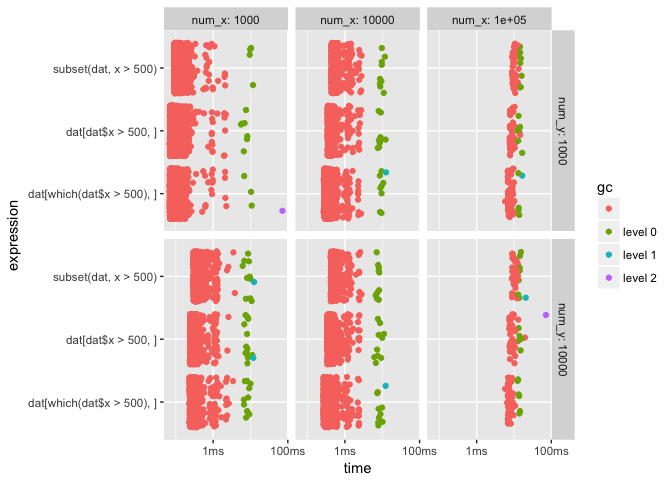 num_x: 1000 num_x: 10000 num_x: 1e+05
subset(dat, x > 500)
dat[dat$x > 500, ]
dat[which(dat$x > 500), ]
num_y: 1000
subset(dat, x > 500)
dat[dat$x > 500, ]
dat[which(dat$x > 500), ]
num_y: 10000
expression
1ms 100ms 1ms 100ms 1ms 100ms
time
gc
level 0
level 1
level 2